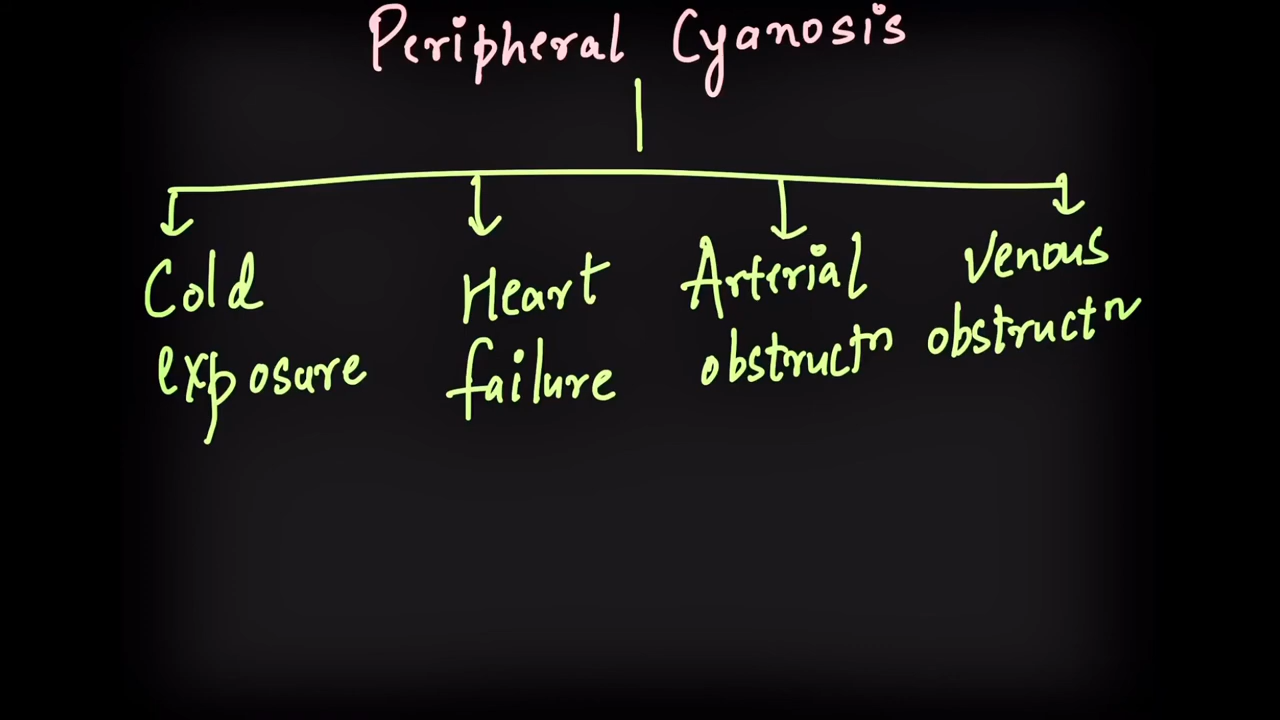 Peripheral Cyanosis
Cold
exposure
Heart
failure
Arterial
obstructn
Venous
obstructn